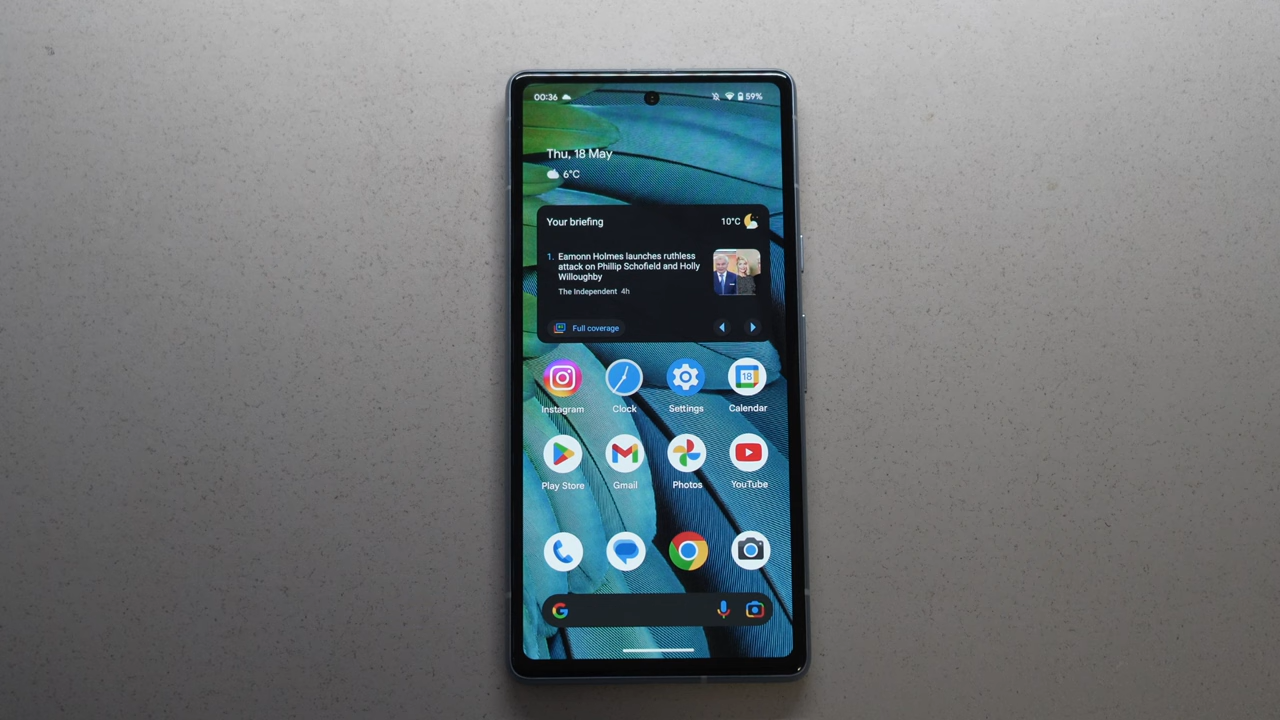 00:36 59%
Thu, 18 May
6°C
Your briefing 10°C
1. Eamonn Holmes launches ruthless
attack on Phillip Schofield and Holly
Willoughby
The Independent 4h
Full coverage
18
Instagram Clock Settings Calendar
Play Store Gmail Photos YouTube
G